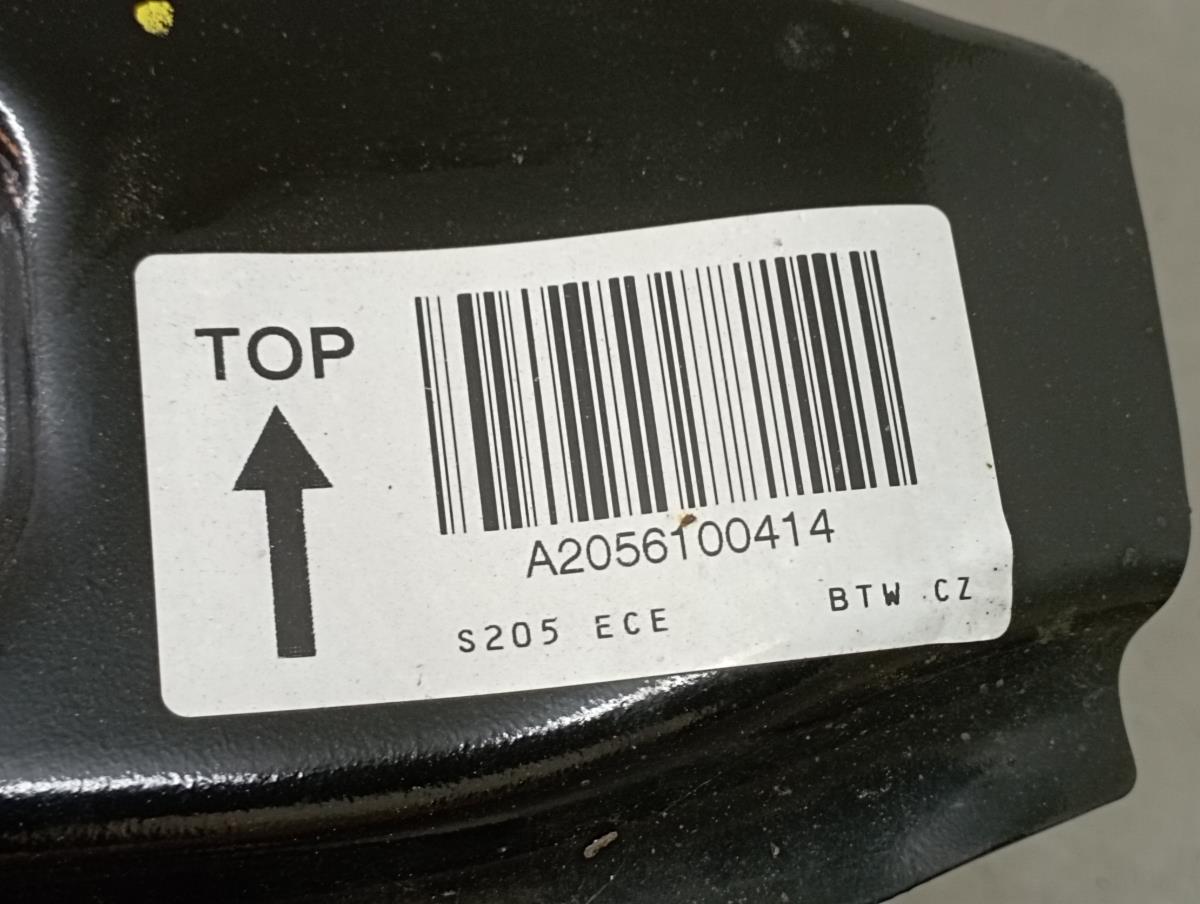 TOP
A2056100414
S205 ECE
BTW CZ